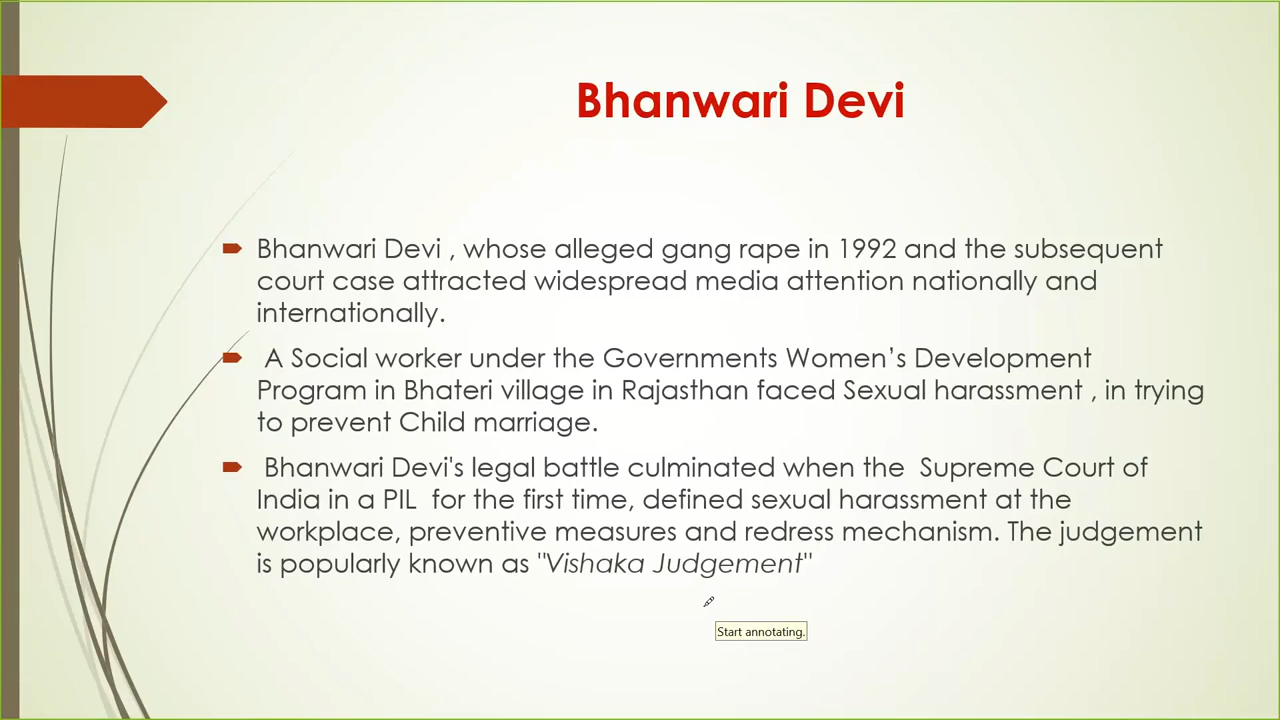 Bhanwari Devi
Bhanwari Devi , whose alleged gang rape in 1992 and the subsequent
court case attracted widespread media attention nationally and
internationally.
A Social worker under the Governments Women’s Development
Program in Bhateri village in Rajasthan faced Sexual harassment , in trying
to prevent Child marriage.
Bhanwari Devi's legal battle culminated when the  Supreme Court of
India in a PIL  for the first time, defined sexual harassment at the
workplace, preventive measures and redress mechanism. The judgement
is popularly known as "Vishaka Judgement"
Start annotating.